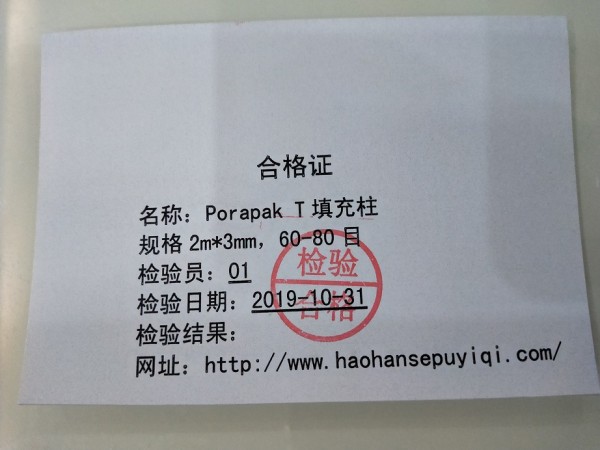 合格证
名称：Porapak T 填充柱
规格 2m*3mm，60-80 目
检验员：01
检验日期：2019-10-31
检验结果：
网址：http://www.haohansepuyiqi.com/
检验
合格